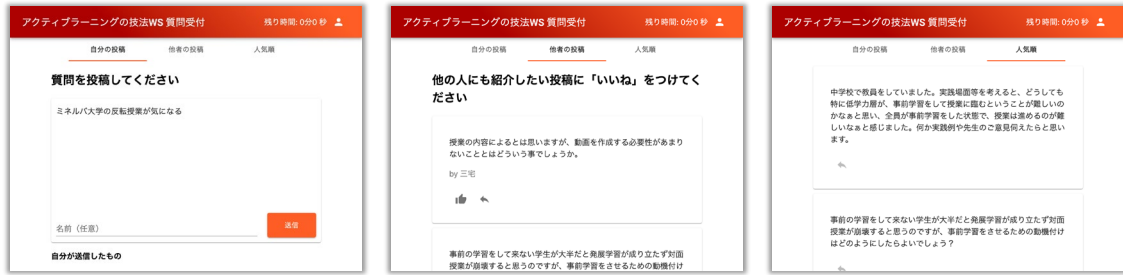 アクティブラーニングの技法WS 質問受付
残り時間: 0分0 秒
自分の投稿
他者の投稿
人気順
質問を投稿してください
ミネルバ大学の反転授業が気になる
名前（任意）
送信
自分が送信したもの
アクティブラーニングの技法WS 質問受付
残り時間: 0分0 秒
自分の投稿
他者の投稿
人気順
他の人にも紹介したい投稿に「いいね」をつけてく
ださい
授業の内容によるとは思いますが、動画を作成する必要性があまり
ないこととはどういう事でしょうか。
by 三宅
事前の学習をして来ない学生が大半だと発展学習が成り立たず対面
授業が崩壊すると思うのですが、事前学習をさせるための動機付け
アクティブラーニングの技法WS 質問受付
残り時間: 0分0 秒
自分の投稿
他者の投稿
人気順
中学校で教員をしていました。実践場面等を考えると、どうしても
特に低学力層が、事前学習をして授業に臨むということが難しいの
かなぁと思い、全員が事前学習をした状態で、授業は進めるのが難
しいなぁと感じました。何か実践例や先生のご意見伺えたらと思い
ます。
事前の学習をして来ない学生が大半だと発展学習が成り立たず対面
授業が崩壊すると思うのですが、事前学習をさせるための動機付け
はどのようにしたらよいでしょう？